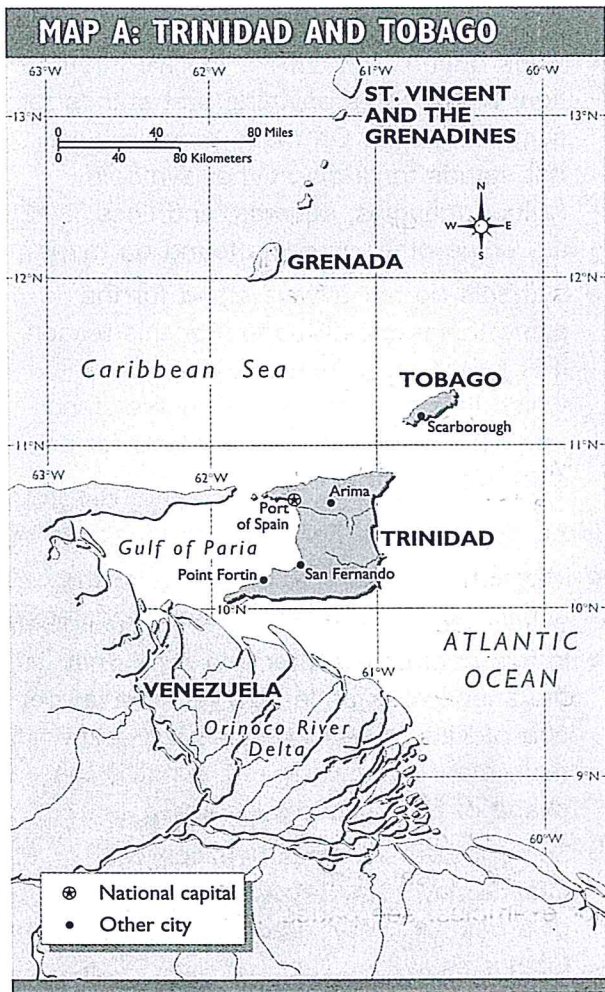 MAP A: TRINIDAD AND TOBAGO
63°W
62°W
61°W
60°W
ST. VINCENT
AND THE
GRENADINES
13°N
13°N
0 40 80 Miles
0 40 80 Kilometers
N
W E
S
GRENADA
12°N
12°N
Caribbean Sea
TOBAGO
Scarborough
11°N
11°N
63°W
62°W
Port
of Spain
Arima
TRINIDAD
Gulf of Paria
Point Fortin
San Fernando
10°N
10°N
ATLANTIC
OCEAN
61°W
VENEZUELA
Orinoco River
Delta
9°N
60°W
National capital
Other city